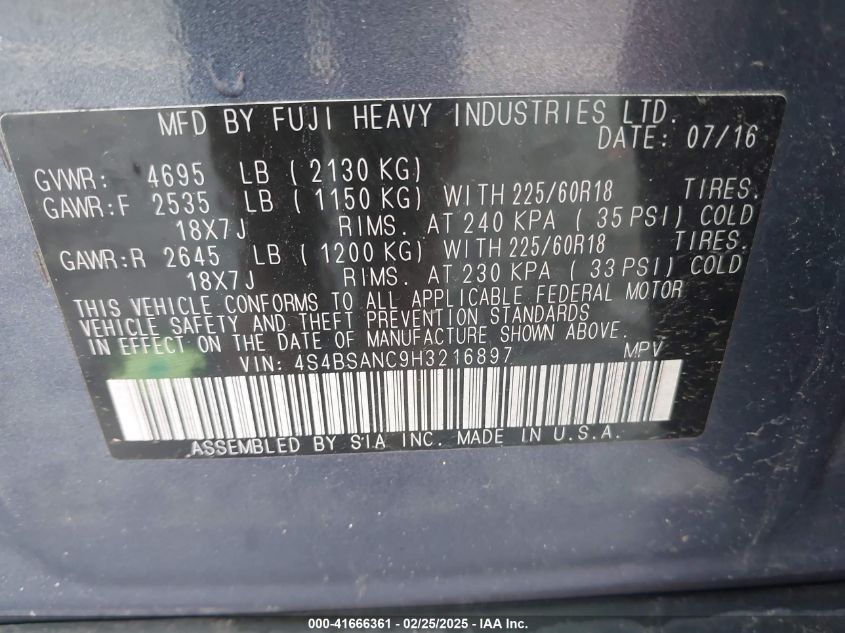 MFD BY FUJI HEAVY INDUSTRIES LTD.
DATE: 07/16
GVWR: 4695 LB ( 2130 KG)
GAWR:F 2535 LB ( 1150 KG) WITH 225/60R18 TIRES.
18X7J RIMS. AT 240 KPA ( 35 PSI) COLD
GAWR:R 2645 LB ( 1200 KG) WITH 225/60R18 TIRES.
18X7J RIMS. AT 230 KPA ( 33 PSI) COLD
THIS VEHICLE CONFORMS TO ALL APPLICABLE FEDERAL MOTOR
VEHICLE SAFETY AND THEFT PREVENTION STANDARDS
IN EFFECT ON THE DATE OF MANUFACTURE SHOWN ABOVE.
VIN: 4S4BSANC9H3216897 MPV
ASSEMBLED BY SIA INC. MADE IN U.S.A.
000-41666361 - 02/25/2025 - IAA Inc.